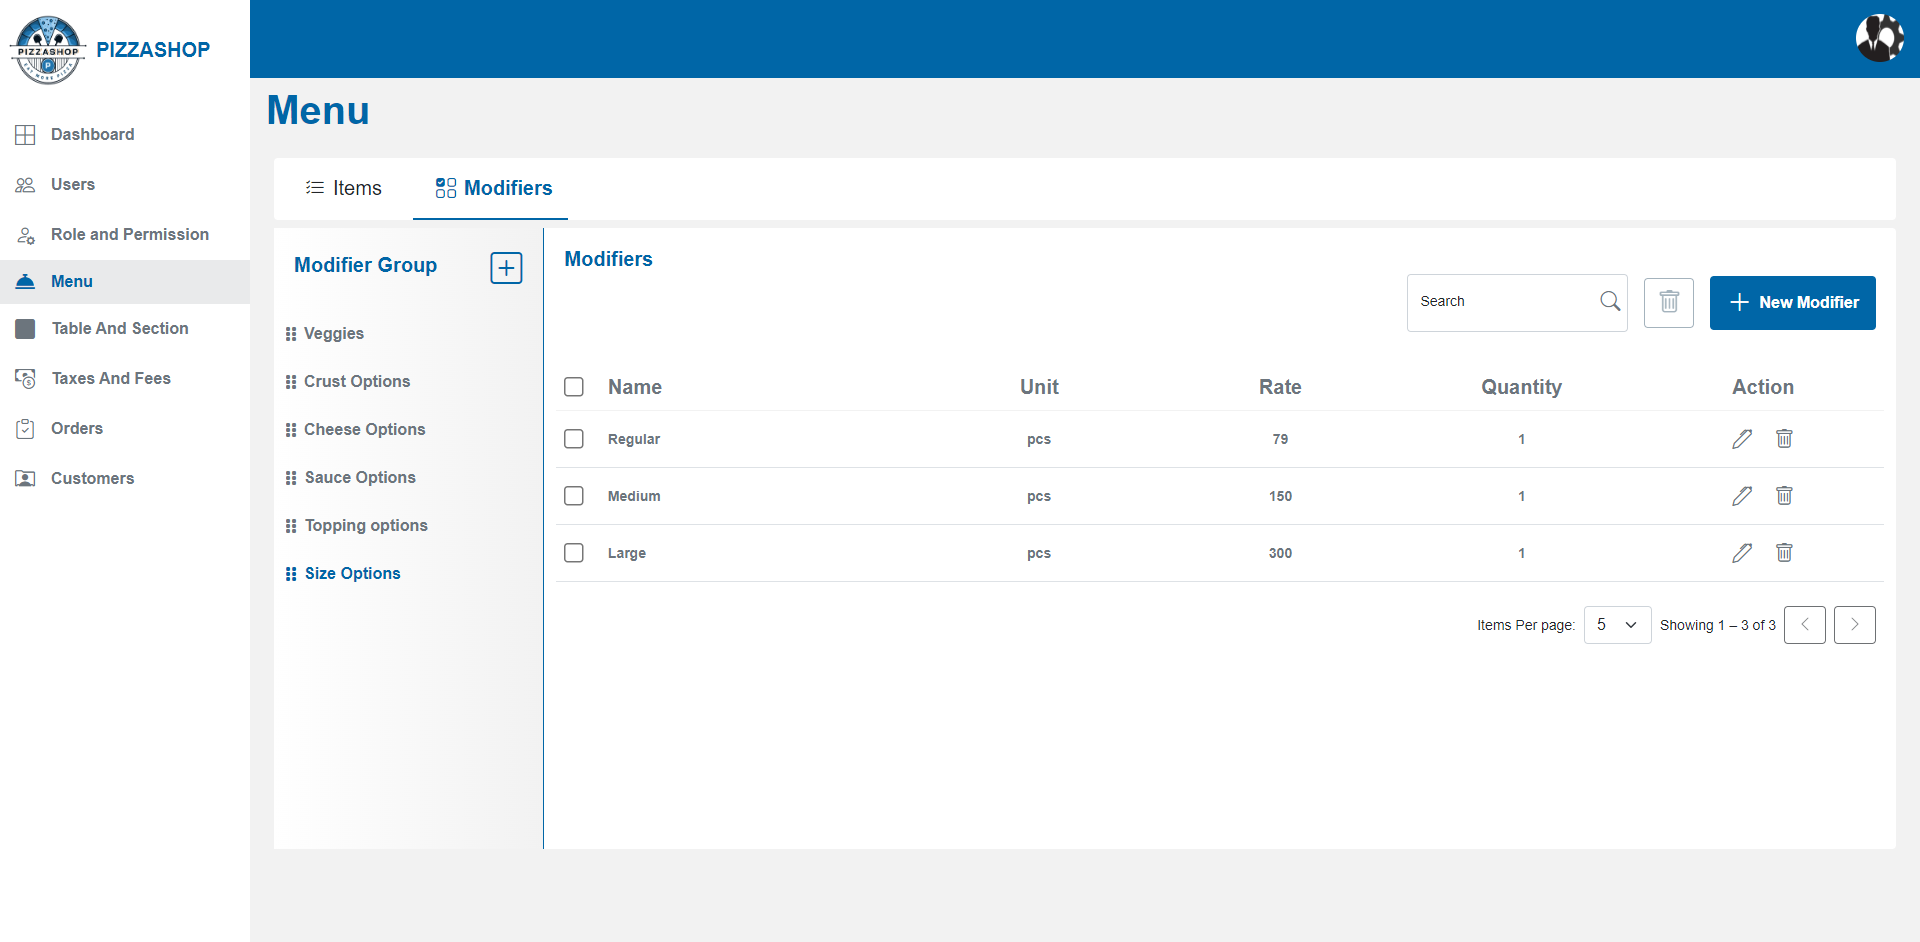 PIZZASHOP
EAT MORE PIZZA
PIZZASHOP
Dashboard
Users
Role and Permission
Menu
Table And Section
Taxes And Fees
Orders
Customers
Menu
Items
Modifiers
Modifier Group
Veggies
Crust Options
Cheese Options
Sauce Options
Topping options
Size Options
Modifiers
Search
New Modifier
Name Unit Rate Quantity Action
Regular pcs 79 1
Medium pcs 150 1
Large pcs 300 1
Items Per page: 5 Showing 1 – 3 of 3